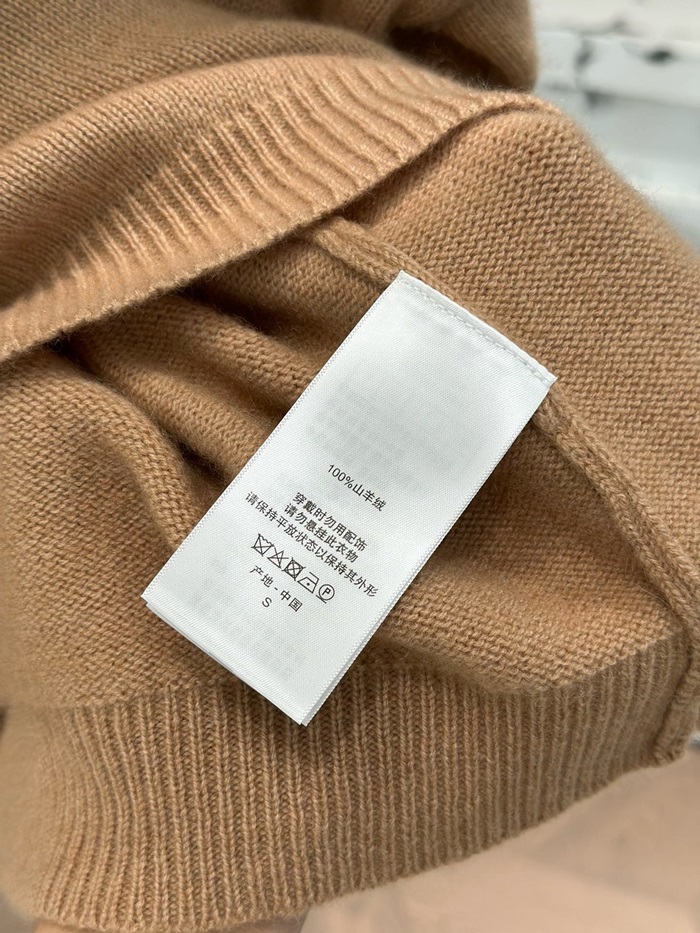 100%山羊绒
穿戴时勿用配饰
请勿悬挂此衣物
请保持平放状态以保持其外形
P
产地 - 中国
S